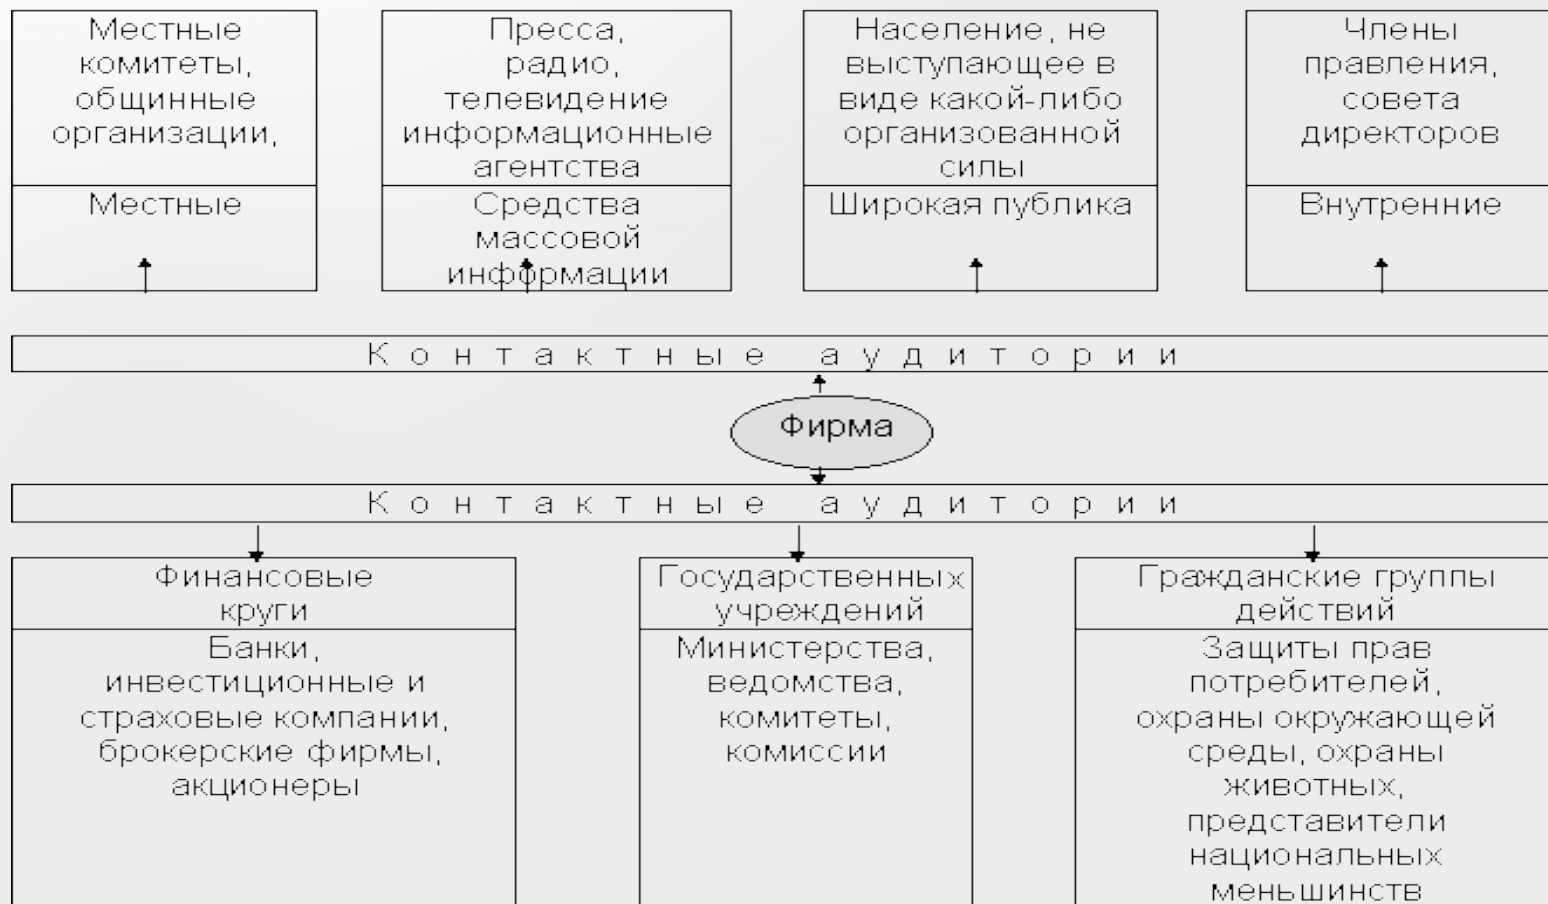 Местные
комитеты,
общинные
организации,
Местные
Пресса,
радио,
телевидение
информационные
агентства
Средства
массовой
информации
Население, не
выступающее в
виде какой-либо
организованной
силы
Широкая публика
Члены
правления,
совета
директоров
Внутренние
Контактные аудитории
Фирма
Контактные аудитории
Финансовые
круги
Банки,
инвестиционные и
страховые компании,
брокерские фирмы,
акционеры
Государственных
учреждений
Министерства,
ведомства,
комитеты,
комиссии
Гражданские группы
действий
Защиты прав
потребителей,
охраны окружающей
среды, охраны
животных,
представители
национальных
меньшинств